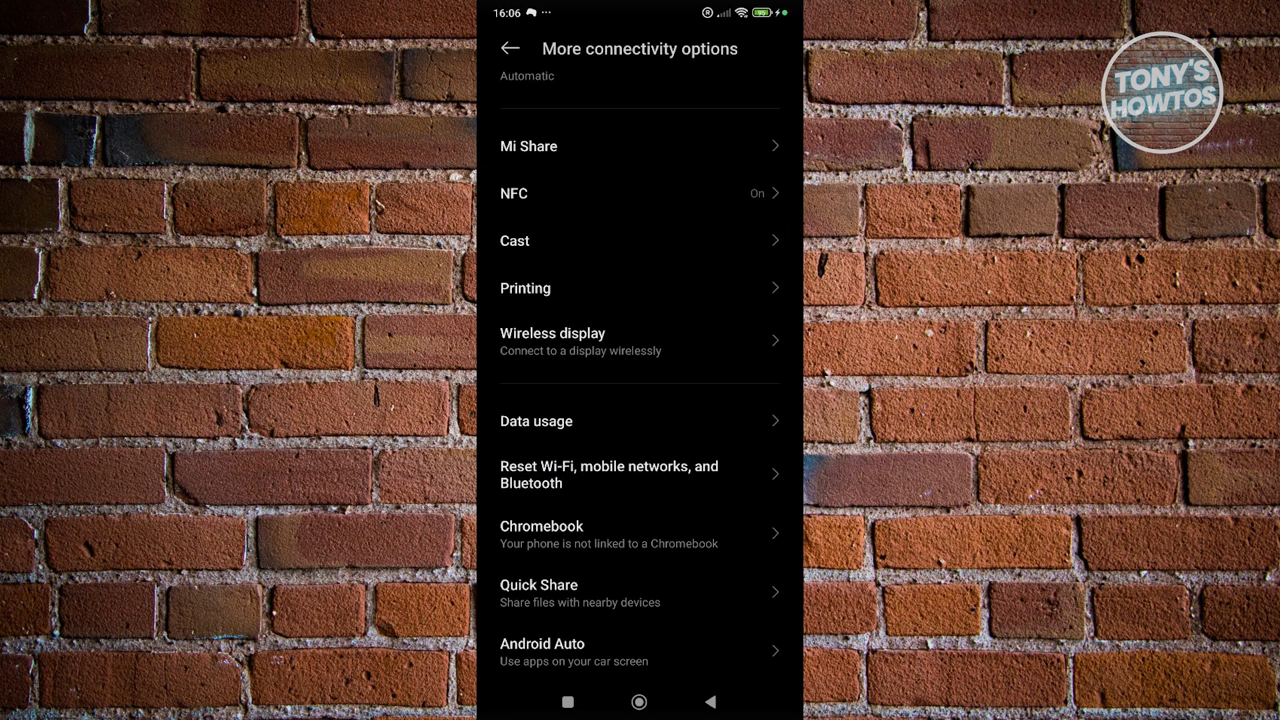 16:06
95
More connectivity options
Automatic
Mi Share
NFC
On
Cast
Printing
Wireless display
Connect to a display wirelessly
Data usage
Reset Wi-Fi, mobile networks, and
Bluetooth
Chromebook
Your phone is not linked to a Chromebook
Quick Share
Share files with nearby devices
Android Auto
Use apps on your car screen
TONY'S
HOWTOS